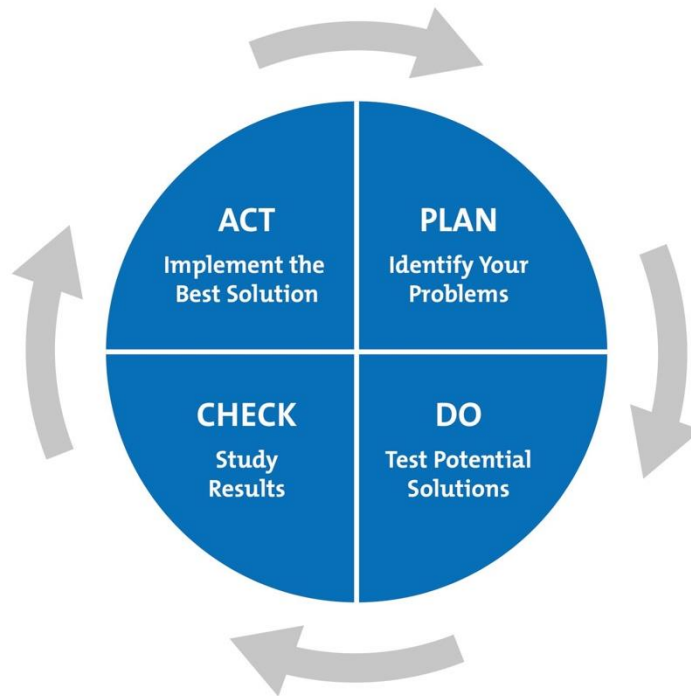 ACT
Implement the
Best Solution
PLAN
Identify Your
Problems
CHECK
Study
Results
DO
Test Potential
Solutions